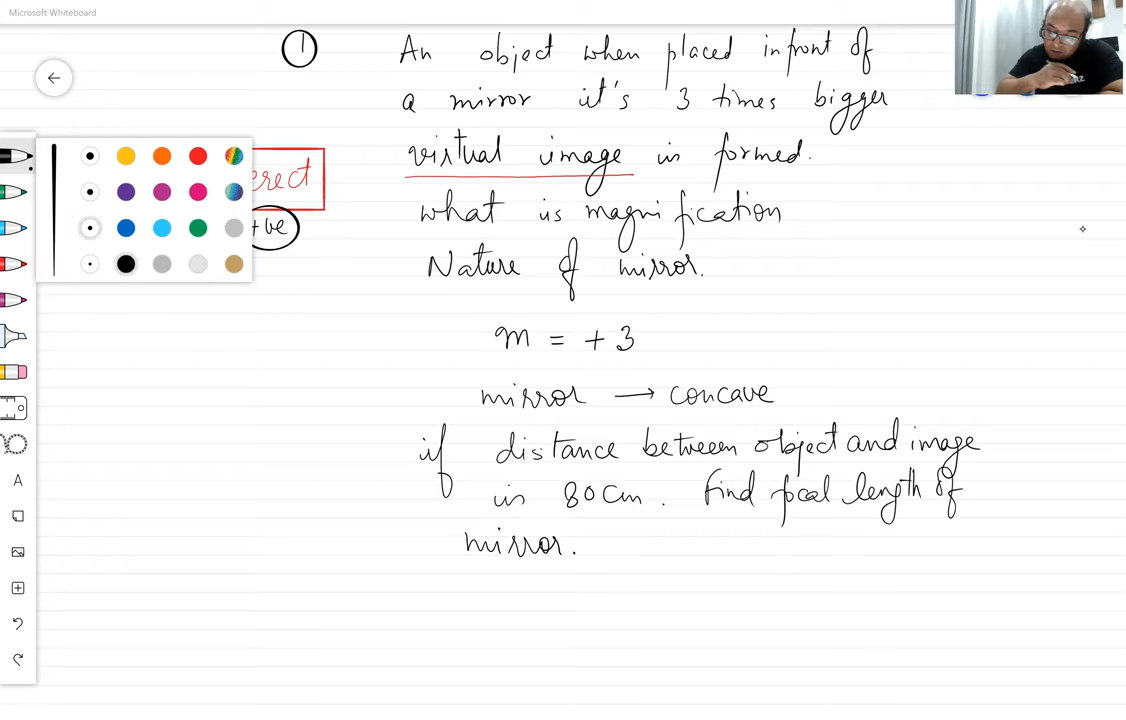 Microsoft Whiteboard
1 An object when placed infront of
a mirror it's 3 times bigger
virtual image is formed.
erect
what is magnification
+ve
Nature of mirror.
m = + 3
mirror → concave
if distance between object and image
is 80 cm. Find focal length of
mirror.
A